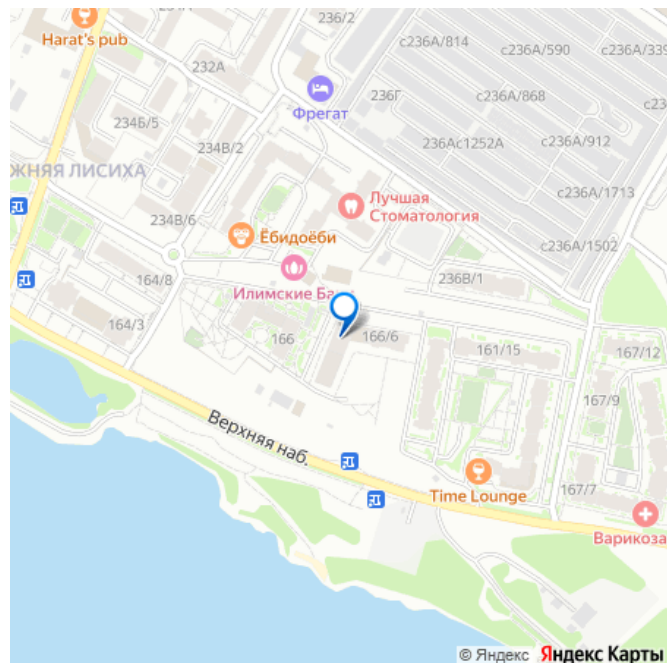 234А
236/2
Harat's pub
с236А/814
с236А/590
с236А/339
232А
236Г
с236А/868
234Б/5
Фрегат
234В/2
236Ас1252А
с236А/912
ЖНЯЯ ЛИСИХА
Лучшая
Стоматология
с236А/1713
234В/6
Ёбидоёби
с236А/1502
164/8
Илимские
236В/1
164/3
166
166/6
161/15
167/12
167/9
Верхняя наб.
Time Lounge
167/7
Варикоза
© Яндекс Яндекс Карты